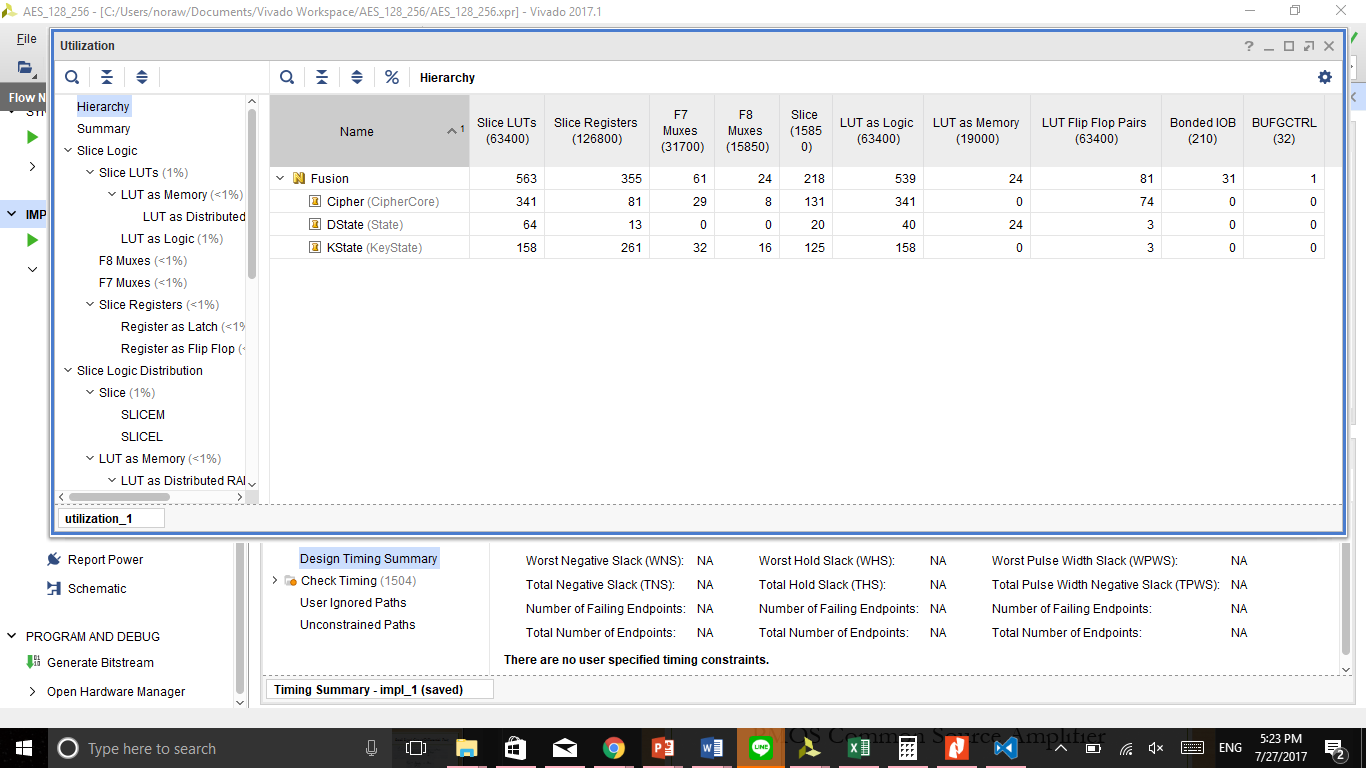 AES_128_256 - [C:/Users/noraw/Documents/Vivado Workspace/AES_128_256/AES_128_256.xpr] - Vivado 2017.1
File
Utilization
Hierarchy
Flow N
IMP
Hierarchy
Summary
Slice Logic
Slice LUTs (1%)
LUT as Memory (<1%)
LUT as Distributed
LUT as Logic (1%)
F8 Muxes (<1%)
F7 Muxes (<1%)
Slice Registers (<1%)
Register as Latch (<1%
Register as Flip Flop (<
Slice Logic Distribution
Slice (1%)
SLICEM
SLICEL
LUT as Memory (<1%)
LUT as Distributed RA
Name 1 Slice LUTs (63400) Slice Registers (126800) F7 Muxes (31700) F8 Muxes (15850) Slice (15850) LUT as Logic (63400) LUT as Memory (19000) LUT Flip Flop Pairs (63400) Bonded IOB (210) BUFGCTRL (32)
Fusion 563 355 61 24 218 539 24 81 31 1
Cipher (CipherCore) 341 81 29 8 131 341 0 74 0 0
DState (State) 64 13 0 0 20 40 24 3 0 0
KState (KeyState) 158 261 32 16 125 158 0 3 0 0
utilization_1
Report Power
Schematic
PROGRAM AND DEBUG
Generate Bitstream
Open Hardware Manager
Design Timing Summary
Check Timing (1504)
User Ignored Paths
Unconstrained Paths
Worst Negative Slack (WNS): NA Worst Hold Slack (WHS): NA Worst Pulse Width Slack (WPWS): NA
Total Negative Slack (TNS): NA Total Hold Slack (THS): NA Total Pulse Width Negative Slack (TPWS): NA
Number of Failing Endpoints: NA Number of Failing Endpoints: NA Number of Failing Endpoints: NA
Total Number of Endpoints: NA Total Number of Endpoints: NA Total Number of Endpoints: NA
There are no user specified timing constraints.
Timing Summary - impl_1 (saved)
Type here to search
OS Common Source Amplifier
ENG
5:23 PM
7/27/2017
2